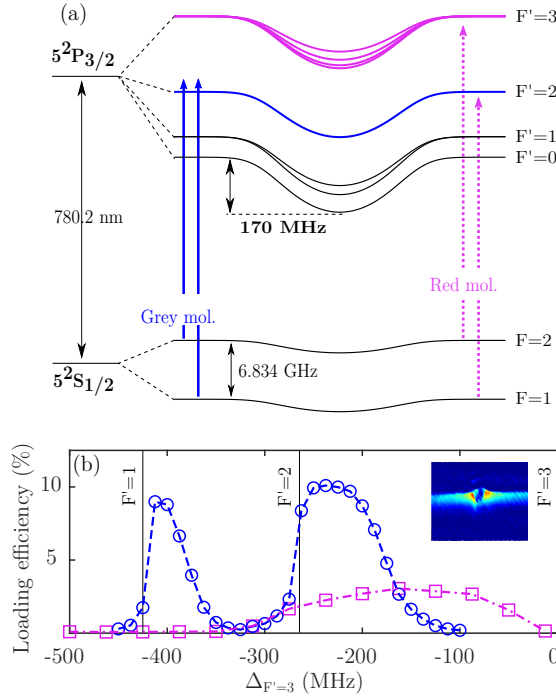 (a)
F'=3
5²P3/2
F'=2
F'=1
F'=0
780.2 nm
170 MHz
Grey mol.
Red mol.
F=2
5²S1/2
6.834 GHz
F=1
(b)
F'=1
F'=2
F'=3
Loading efficiency (%)
10
5
0
-500
-400
-300
-200
-100
0
ΔF'=3 (MHz)